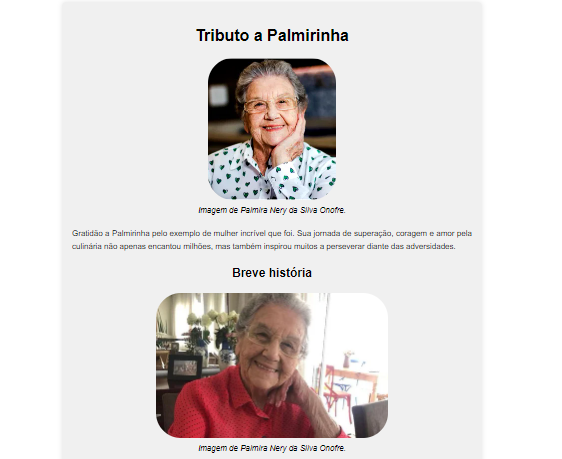 Tributo a Palmirinha
Imagem de Palmira Nery da Silva Onofre.
Gratidão a Palmirinha pelo exemplo de mulher incrível que foi. Sua jornada de superação, coragem e amor pela
culinária não apenas encantou milhões, mas também inspirou muitos a perseverar diante das adversidades.
Breve história
Imagem de Palmira Nery da Silva Onofre.